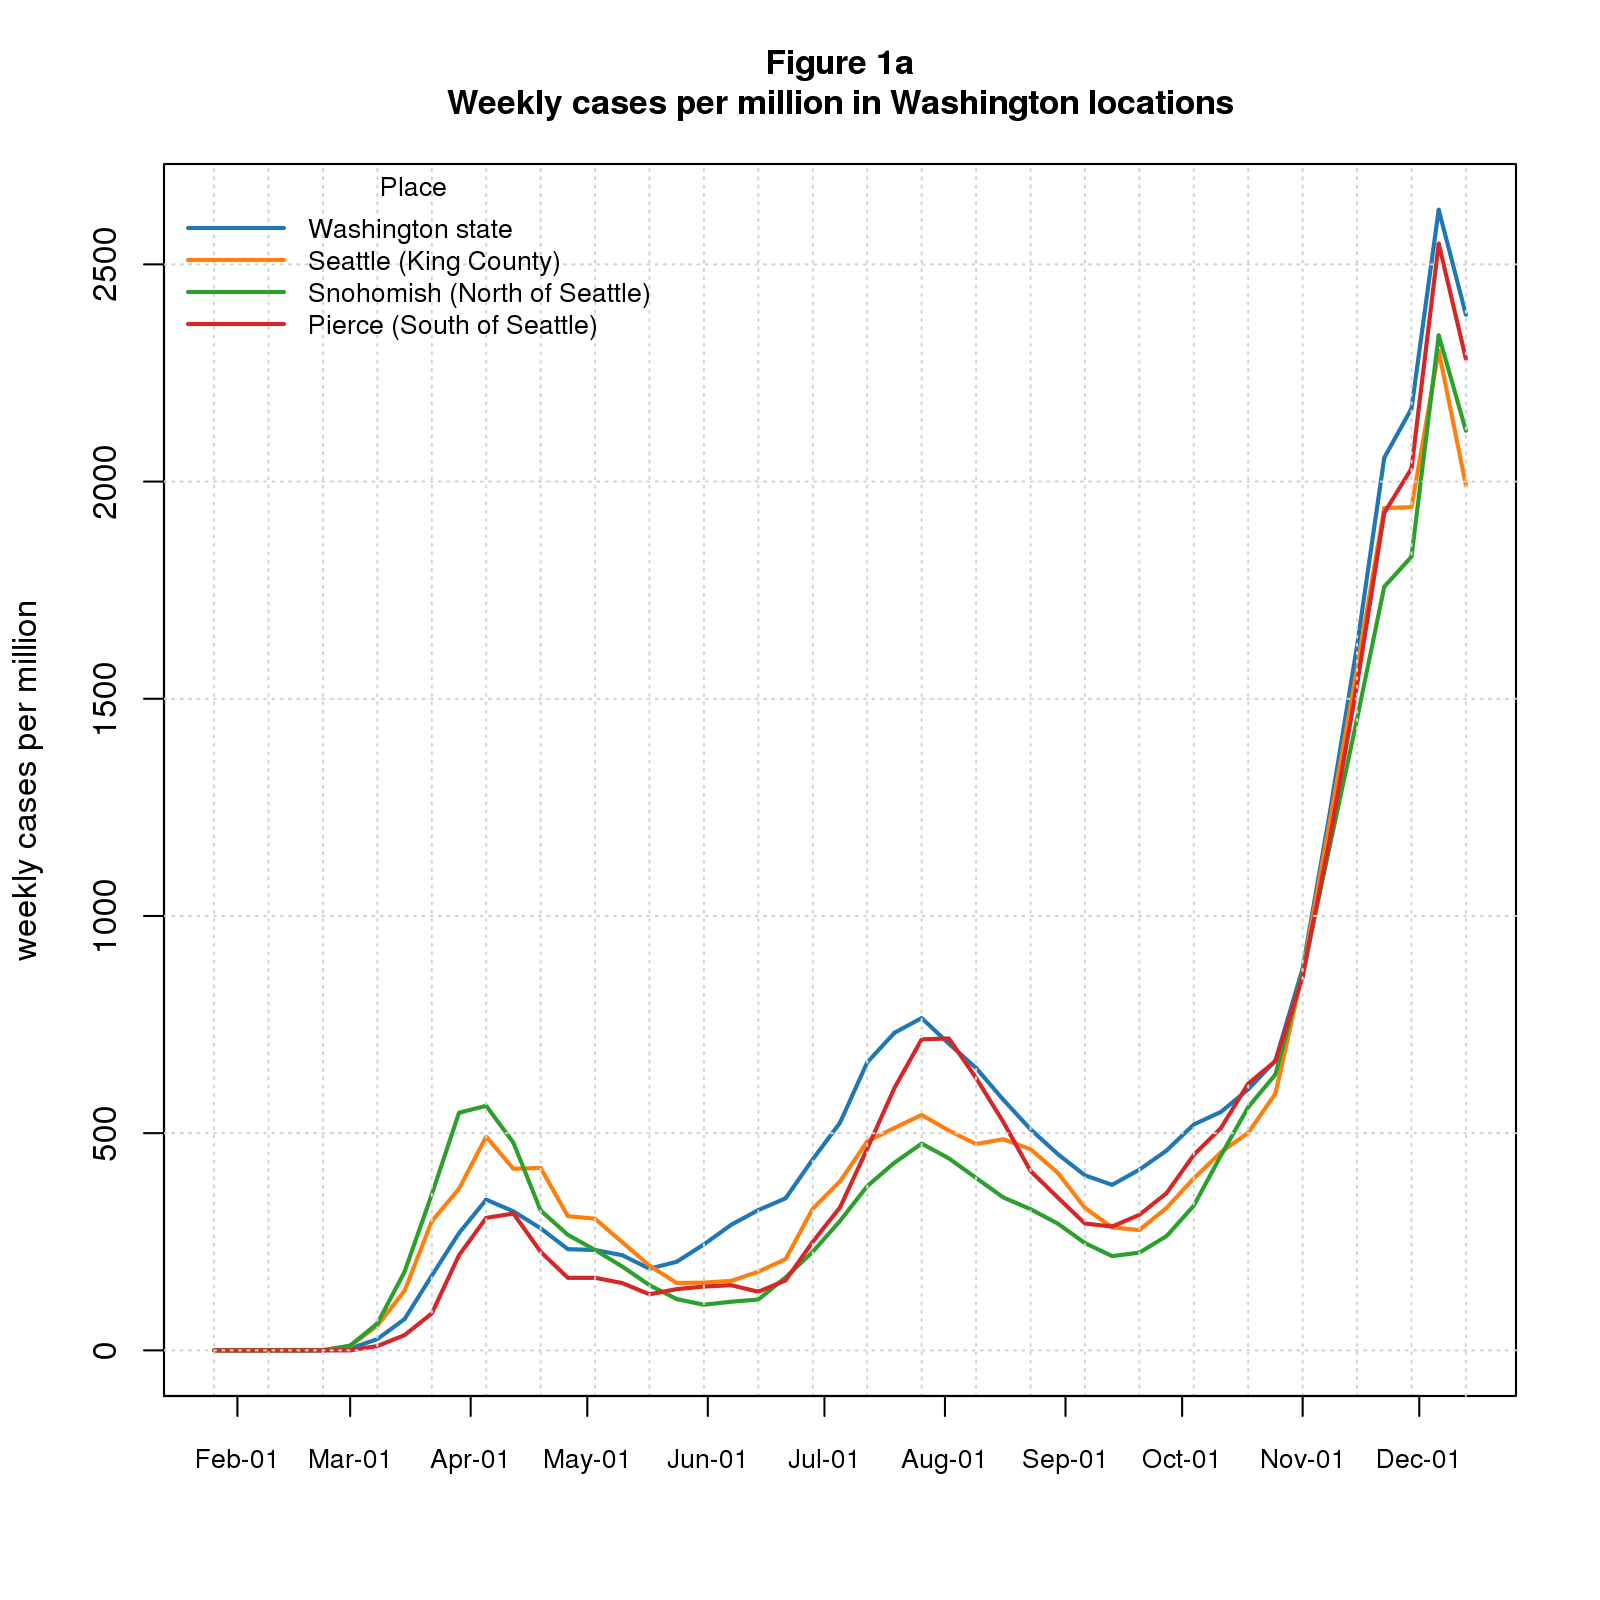 Figure 1a
Weekly cases per million in Washington locations
Place
Washington state
Seattle (King County)
Snohomish (North of Seattle)
Pierce (South of Seattle)
weekly cases per million
2500
2000
1500
1000
500
0
Feb-01 Mar-01 Apr-01 May-01 Jun-01 Jul-01 Aug-01 Sep-01 Oct-01 Nov-01 Dec-01